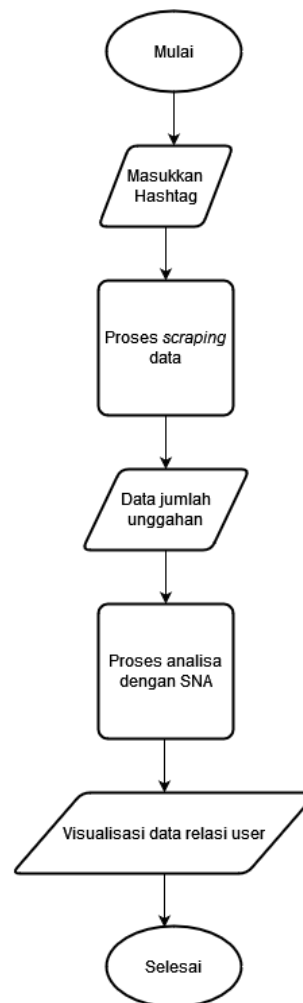 Mulai
Masukkan
Hashtag
Proses scraping
data
Data jumlah
unggahan
Proses analisa
dengan SNA
Visualisasi data relasi user
Selesai